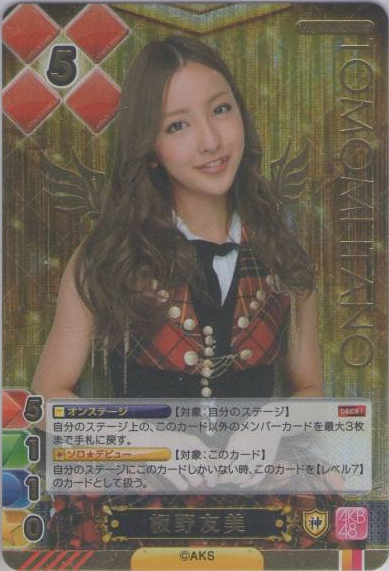 5
TOMOMI ITANO
5
1
1
0
オンステージ
【対象:自分のステージ】
DECK1
自分のステージ上の、このカード以外のメンバーカードを最大3枚
まで手札に戻す。
ソロ★デビュー
【対象:このカード】
自分のステージにこのカードしかいない時、このカードを【レベル7】
のカードとして扱う。
板野友美
神
AKB
48
©AKS